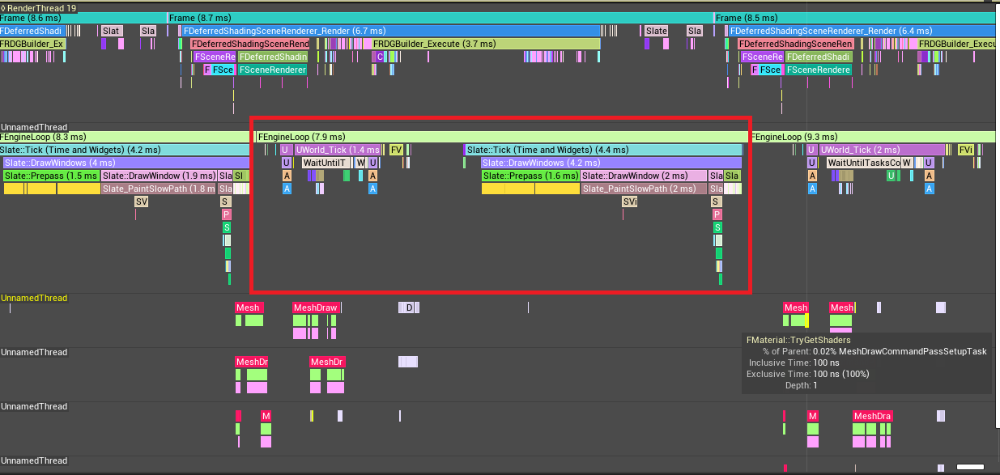 ◊ RenderThread 19
Frame (8.6 ms) Frame (8.7 ms) Frame (8.5 ms)
FDeferredShadi Slat Sla FDeferredShadingSceneRenderer_Render (6.7 ms) Slate Sla FDeferredShadingSceneRenderer_Render (6.4 ms)
FRDGBuilder_Ex FDeferredShadingSceneRend FRDGBuilder_Execute (3.7 ms) FDeferredShadingSceneRen FRDGBuilder_Execu
FSceneRe FDeferredShadin C FSceneRe FDeferredShadi
F FSce FSceneRenderer F FSce FSceneRendere
UnnamedThread
FEngineLoop (8.3 ms) FEngineLoop (7.9 ms) FEngineLoop (9.3 ms)
Slate::Tick (Time and Widgets) (4.2 ms) U UWorld_Tick (1.4 ms FV Slate::Tick (Time and Widgets) (4.4 ms) U UWorld_Tick (2 ms) FVi
Slate::DrawWindows (4 ms) U WaitUntilT W U Slate::DrawWindows (4.2 ms) U WaitUntilTasksCo W U
Slate::Prepass (1.5 ms Slate::DrawWindow (1.9 ms) Sla Sl A A Slate::Prepass (1.6 ms) Slate::DrawWindow (2 ms) Sla Sla A U A
Slate_PaintSlowPath (1.8 m Sla A A Slate_PaintSlowPath (2 ms) Sla A A
SV S SVi S
P P
S S
UnnamedThread
Mesh MeshDraw D Mesh Mesh
FMaterial::TryGetShaders
% of Parent: 0.02% MeshDrawCommandPassSetupTask
Inclusive Time: 100 ns
Exclusive Time: 100 ns (100%)
Depth: 1
UnnamedThread
MeshDr MeshDr
UnnamedThread
M M MeshDra
UnnamedThread